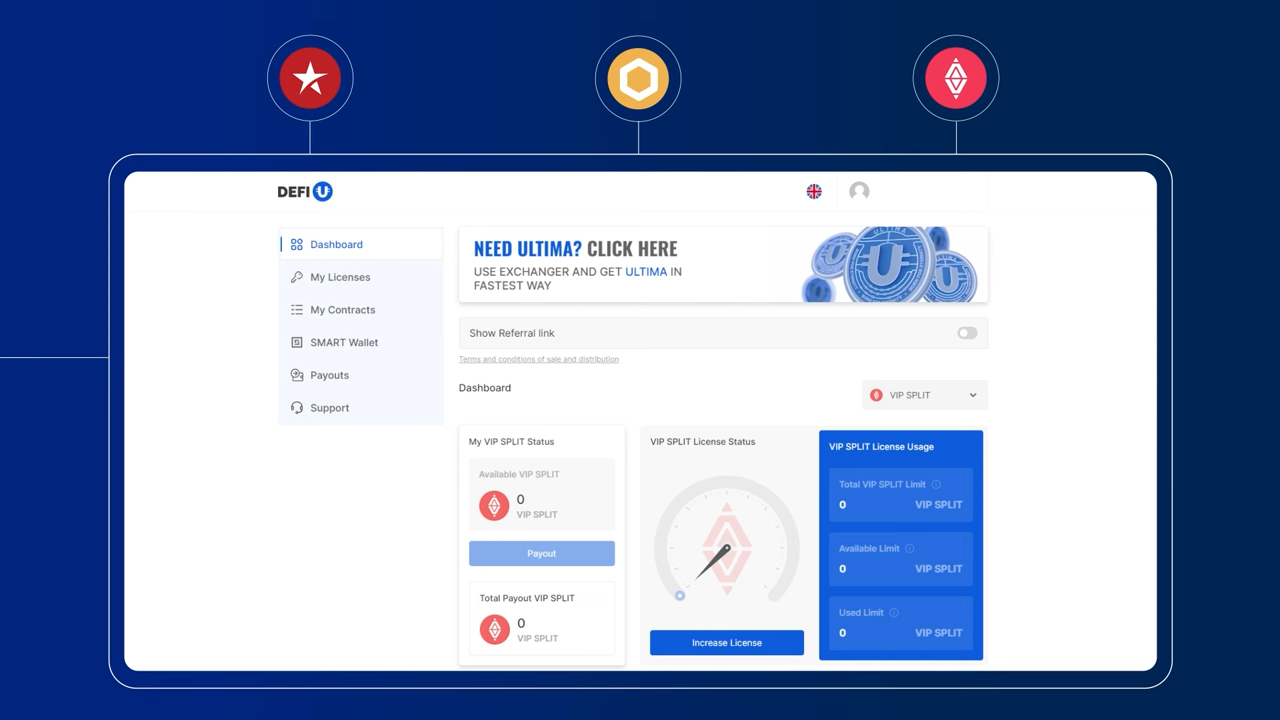 DEFI U
Dashboard
My Licenses
My Contracts
SMART Wallet
Payouts
Support
NEED ULTIMA? CLICK HERE
USE EXCHANGER AND GET ULTIMA IN
FASTEST WAY
ULTIMA
Show Referral link
Terms and conditions of sale and distribution
Dashboard
VIP SPLIT
My VIP SPLIT Status
Available VIP SPLIT
0
VIP SPLIT
Payout
Total Payout VIP SPLIT
0
VIP SPLIT
VIP SPLIT License Status
Increase License
VIP SPLIT License Usage
Total VIP SPLIT Limit
0 VIP SPLIT
Available Limit
0 VIP SPLIT
Used Limit
0 VIP SPLIT